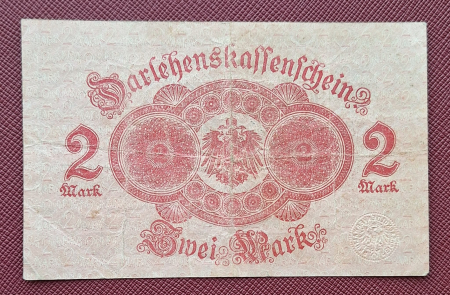 Darlehenskassenschein
2 2
Mark Mark
Zwei Mark